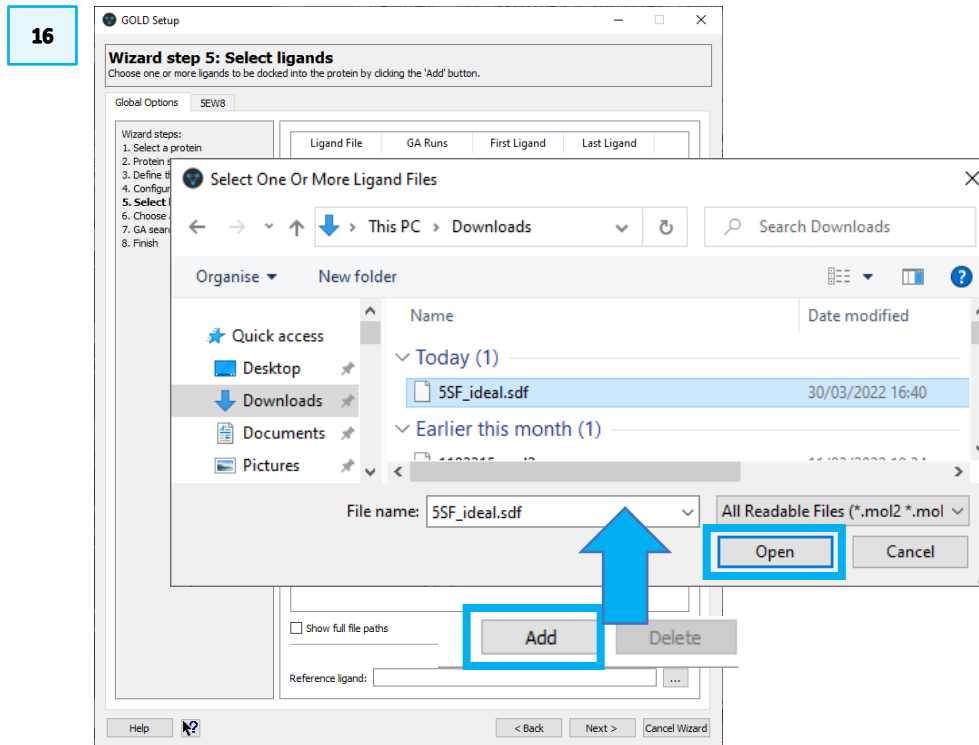 16
GOLD Setup
Wizard step 5: Select ligands
Choose one or more ligands to be docked into the protein by clicking the 'Add' button.
Global Options 5EW8
Wizard steps:
1. Select a protein
2. Protein s
3. Define th
4. Configur
5. Select l
6. Choose a
7. GA sear
8. Finish
Ligand File GA Runs First Ligand Last Ligand
Select One Or More Ligand Files
This PC Downloads
Search Downloads
Organise New folder
Quick access
Desktop
Downloads
Documents
Pictures
Name Date modified
Today (1)
5SF_ideal.sdf 30/03/2022 16:40
Earlier this month (1)
File name: 5SF_ideal.sdf All Readable Files (*.mol2 *.mol
Open Cancel
Show full file paths
Add Delete
Reference ligand: ...
Help < Back Next > Cancel Wizard